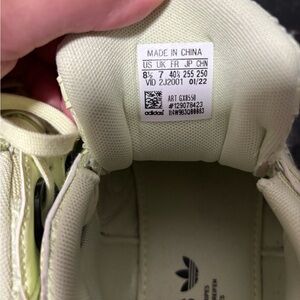 MADE IN CHINA
US UK FR JP CHN
8½ 7 40⅔ 255 250
VID 2J2001 01/22
ART GX8550
#129078423
adidas